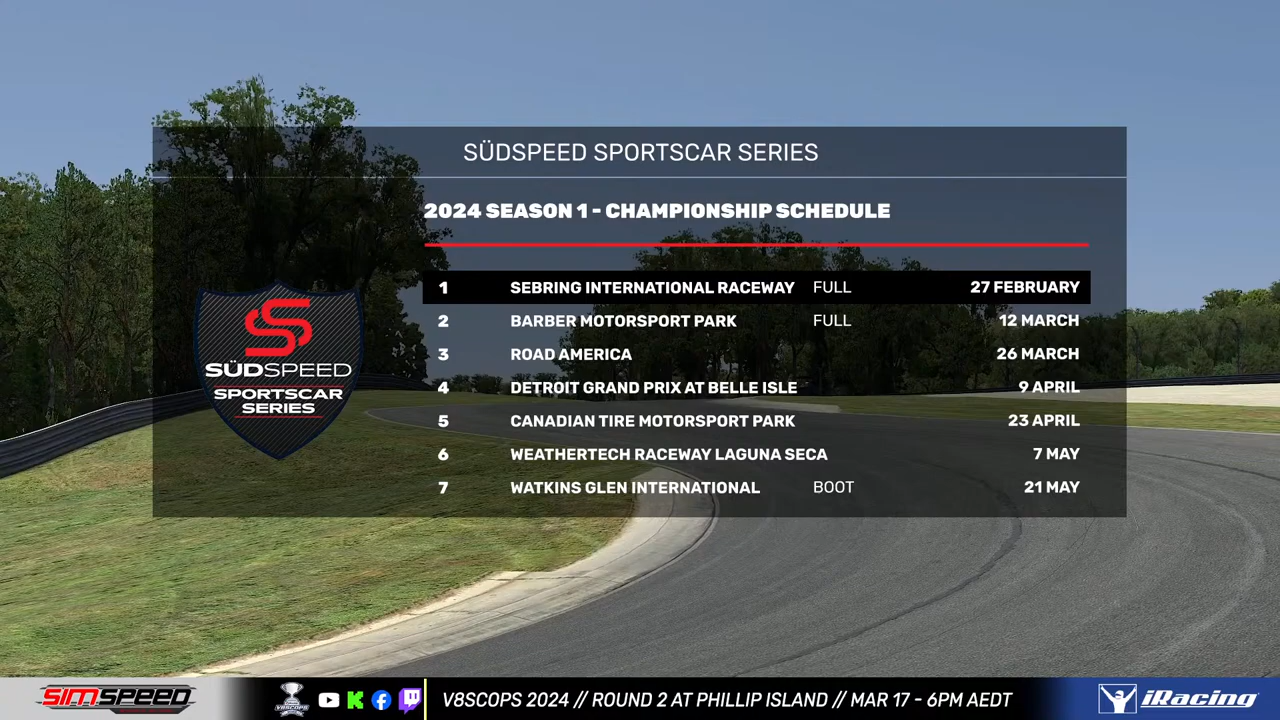 SÜDSPEED SPORTSCAR SERIES
2024 SEASON 1 - CHAMPIONSHIP SCHEDULE
1 SEBRING INTERNATIONAL RACEWAY FULL 27 FEBRUARY
2 BARBER MOTORSPORT PARK FULL 12 MARCH
3 ROAD AMERICA 26 MARCH
4 DETROIT GRAND PRIX AT BELLE ISLE 9 APRIL
5 CANADIAN TIRE MOTORSPORT PARK 23 APRIL
6 WEATHERTECH RACEWAY LAGUNA SECA 7 MAY
7 WATKINS GLEN INTERNATIONAL BOOT 21 MAY
SÜDSPEED
SPORTSCAR
SERIES
SIMSPEED
V8SCOPS
V8SCOPS 2024 // ROUND 2 AT PHILLIP ISLAND // MAR 17 - 6PM AEDT
iRacing